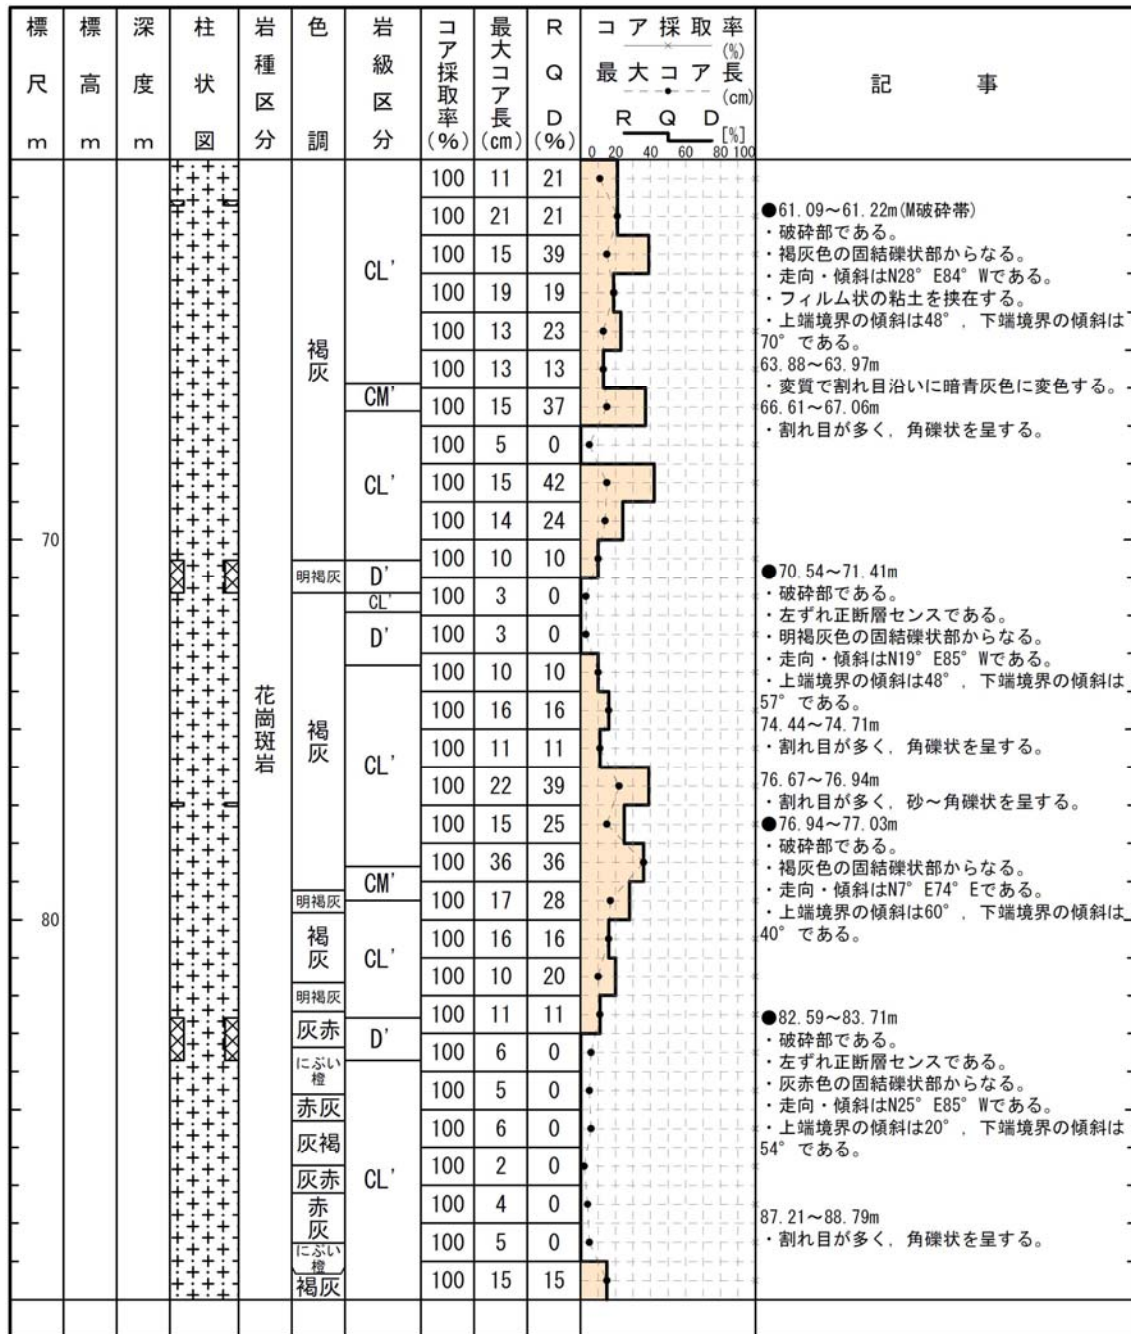 標尺m
標高m
深度m
柱状図
岩種区分
色調
岩級区分
コア採取率(%)
最大コア長(cm)
RQD(%)
コア採取率
(%)
最大コア長
(cm)
RQD
[%]
0 20 40 60 80 100
70
80
花崗斑岩
褐灰
明褐灰
褐灰
明褐灰
褐灰
明褐灰
灰赤
にぶい橙
赤灰
灰褐
灰赤
赤灰
にぶい橙
褐灰
CL'
CM'
CL'
D'
CL'
D'
CL'
CM'
CL'
D'
CL'
100 11 21
100 21 21
100 15 39
100 19 19
100 13 23
100 13 13
100 15 37
100 5 0
100 15 42
100 14 24
100 10 10
100 3 0
100 3 0
100 10 10
100 16 16
100 11 11
100 22 39
100 15 25
100 36 36
100 17 28
100 16 16
100 10 20
100 11 11
100 6 0
100 5 0
100 6 0
100 2 0
100 4 0
100 5 0
100 15 15
記事
●61.09～61.22m(M破砕帯)
・破砕部である。
・褐灰色の固結礫状部からなる。
・走向・傾斜はN28°E84°Wである。
・フィルム状の粘土を挟在する。
・上端境界の傾斜は48°，下端境界の傾斜は
70°である。
63.88～63.97m
・変質で割れ目沿いに暗青灰色に変色する。
66.61～67.06m
・割れ目が多く，角礫状を呈する。
●70.54～71.41m
・破砕部である。
・左ずれ正断層センスである。
・明褐灰色の固結礫状部からなる。
・走向・傾斜はN19°E85°Wである。
・上端境界の傾斜は48°，下端境界の傾斜は
57°である。
74.44～74.71m
・割れ目が多く，角礫状を呈する。
76.67～76.94m
・割れ目が多く，砂～角礫状を呈する。
●76.94～77.03m
・破砕部である。
・褐灰色の固結礫状部からなる。
・走向・傾斜はN7°E74°Eである。
・上端境界の傾斜は60°，下端境界の傾斜は
40°である。
●82.59～83.71m
・破砕部である。
・左ずれ正断層センスである。
・灰赤色の固結礫状部からなる。
・走向・傾斜はN25°E85°Wである。
・上端境界の傾斜は20°，下端境界の傾斜は
54°である。
87.21～88.79m
・割れ目が多く，角礫状を呈する。